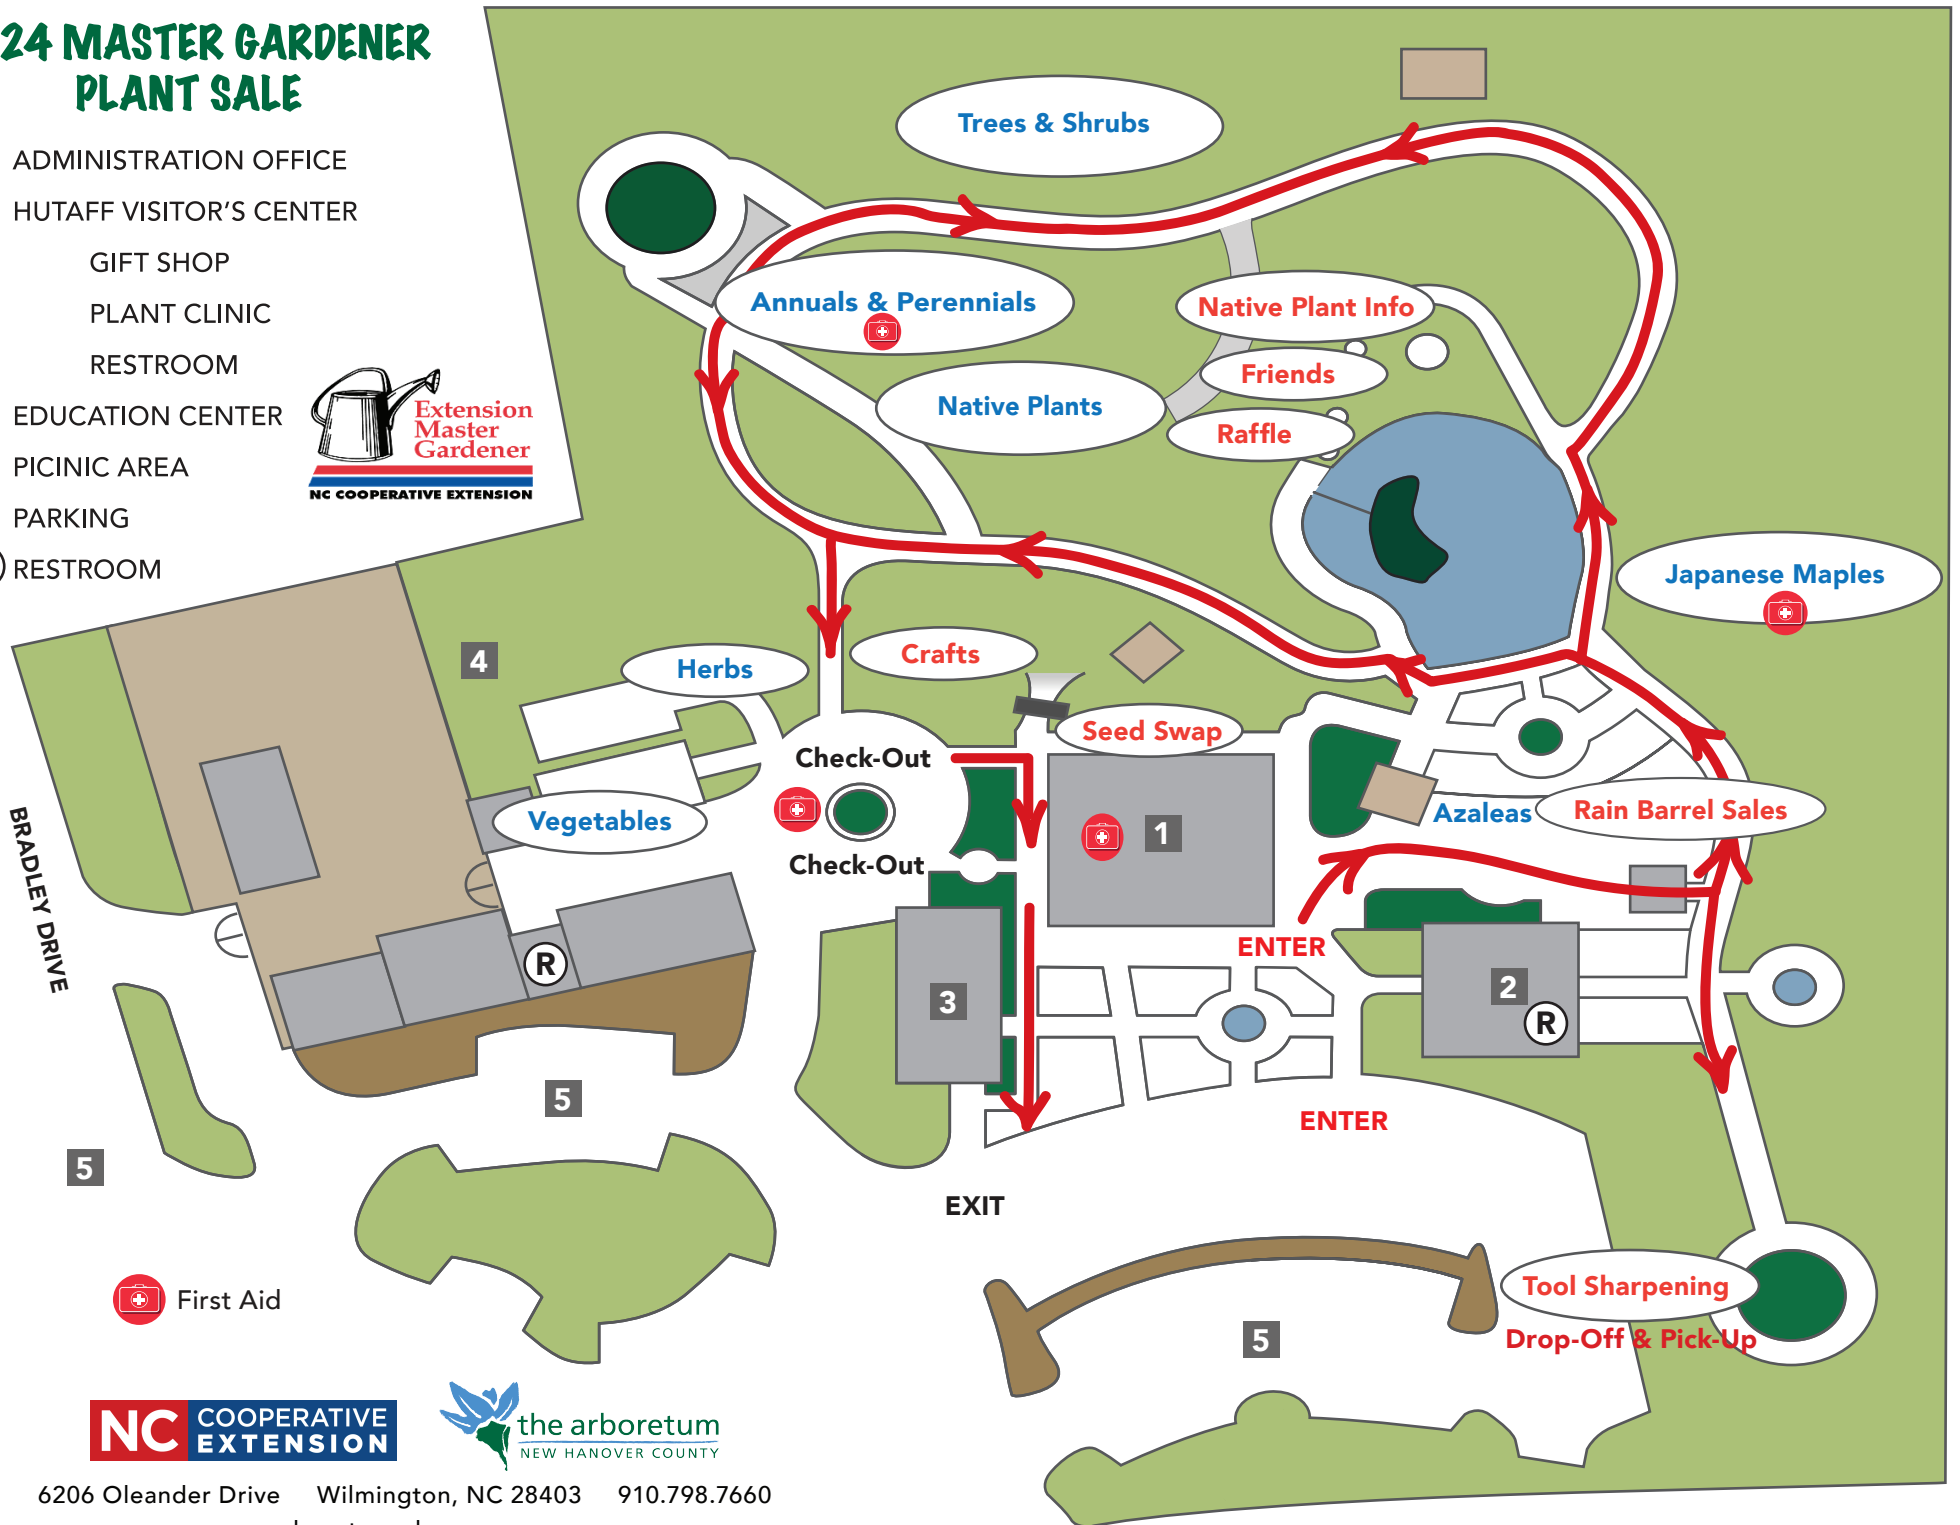 24 MASTER GARDENER
PLANT SALE
ADMINISTRATION OFFICE
HUTAFF VISITOR'S CENTER
GIFT SHOP
PLANT CLINIC
RESTROOM
EDUCATION CENTER
PICINIC AREA
PARKING
RESTROOM
Extension
Master
Gardener
NC COOPERATIVE EXTENSION
Trees & Shrubs
Annuals & Perennials
Native Plant Info
Friends
Native Plants
Raffle
Japanese Maples
4
Herbs
Crafts
Seed Swap
Check-Out
Vegetables
Check-Out
1
Azaleas
Rain Barrel Sales
BRADLEY DRIVE
R
ENTER
3
2
R
5
ENTER
5
EXIT
First Aid
Tool Sharpening
Drop-Off & Pick-Up
5
NC COOPERATIVE
EXTENSION
the arboretum
NEW HANOVER COUNTY
6206 Oleander Drive Wilmington, NC 28403 910.798.7660